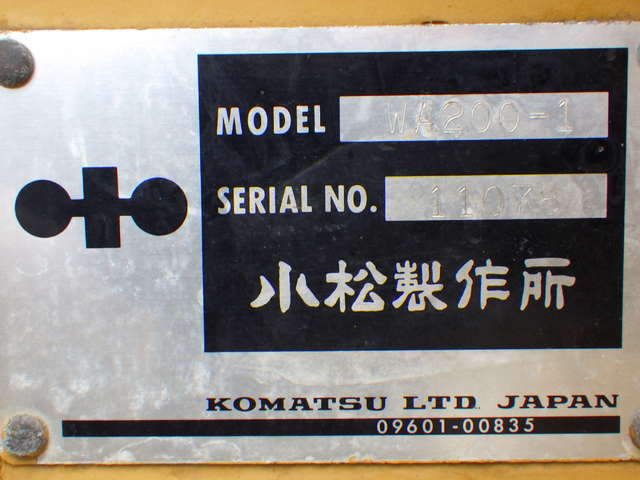 MODEL WA200-1
SERIAL NO.
小松製作所
KOMATSU LTD. JAPAN
09601-00835